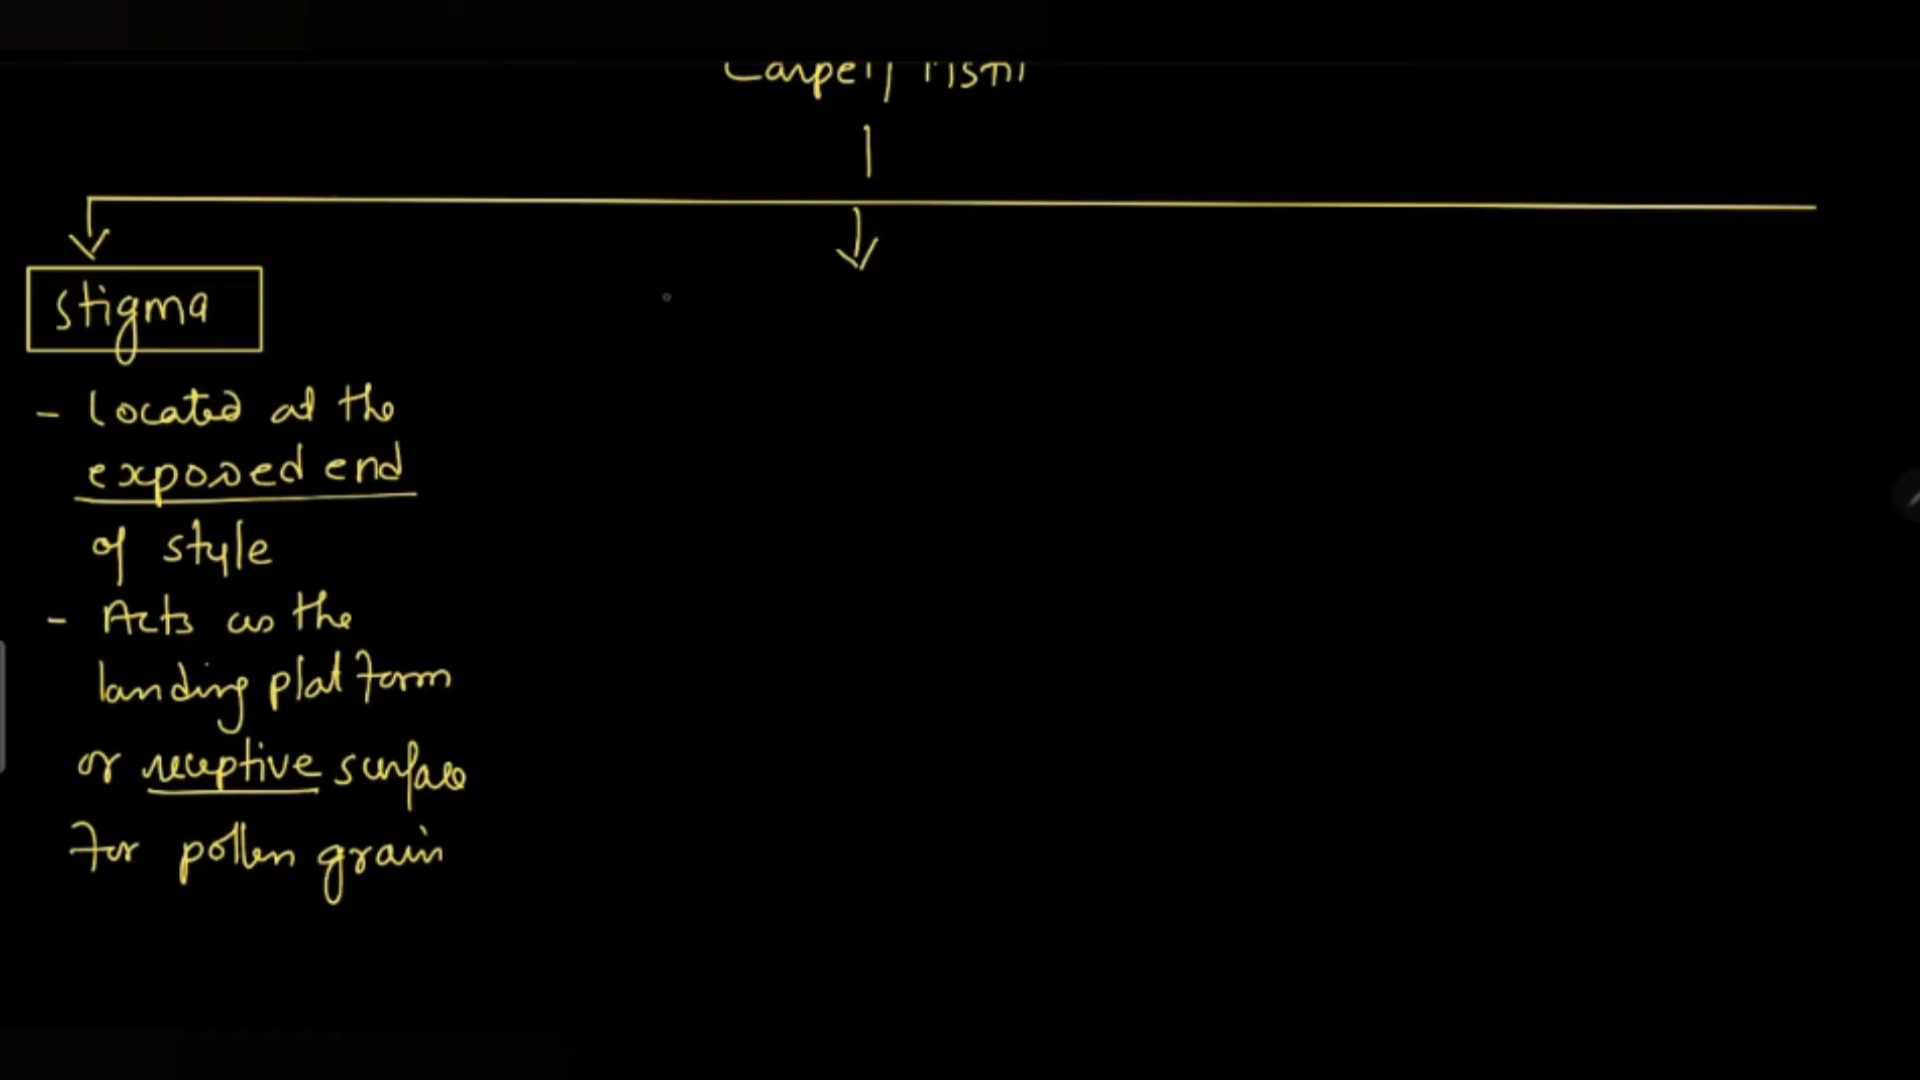 Carpel/ Pistil
Stigma
- Located at the
exposed end
of style
- Acts as the
landing platform
or receptive surface
For pollen grain